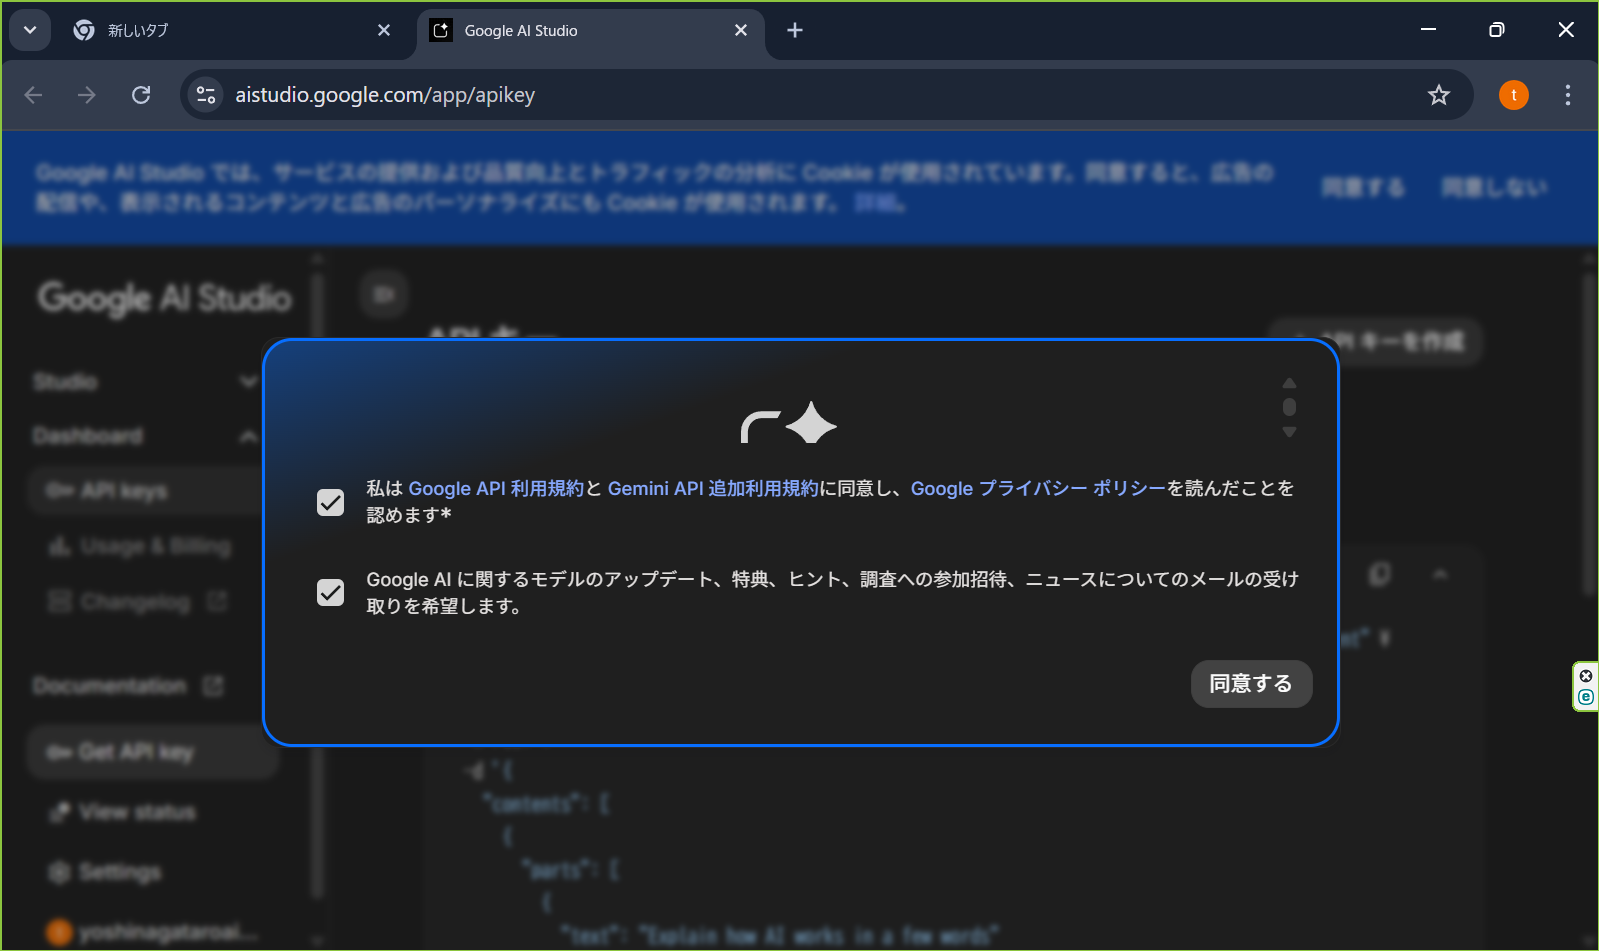 新しいタブ
Google AI Studio
aistudio.google.com/app/apikey
t
Google AI Studio では、サービスの提供および品質向上とトラフィックの分析に Cookie が使用されています。同意すると、広告の
配信や、表示されるコンテンツと広告のパーソナライズにも Cookie が使用されます。 詳細。
同意する
同意しない
Google AI Studio
Studio
Dashboard
API keys
Usage & Billing
Changelog
Documentation
Get API key
View status
Settings
yoshinagataroai...
API キー
API キーを作成
私は Google API 利用規約と Gemini API 追加利用規約に同意し、Google プライバシー ポリシーを読んだことを
認めます*
Google AI に関するモデルのアップデート、特典、ヒント、調査への参加招待、ニュースについてのメールの受け
取りを希望します。
同意する
-d '{
"contents": [
{
"parts": [
{
"text": "Explain how AI works in a few words"